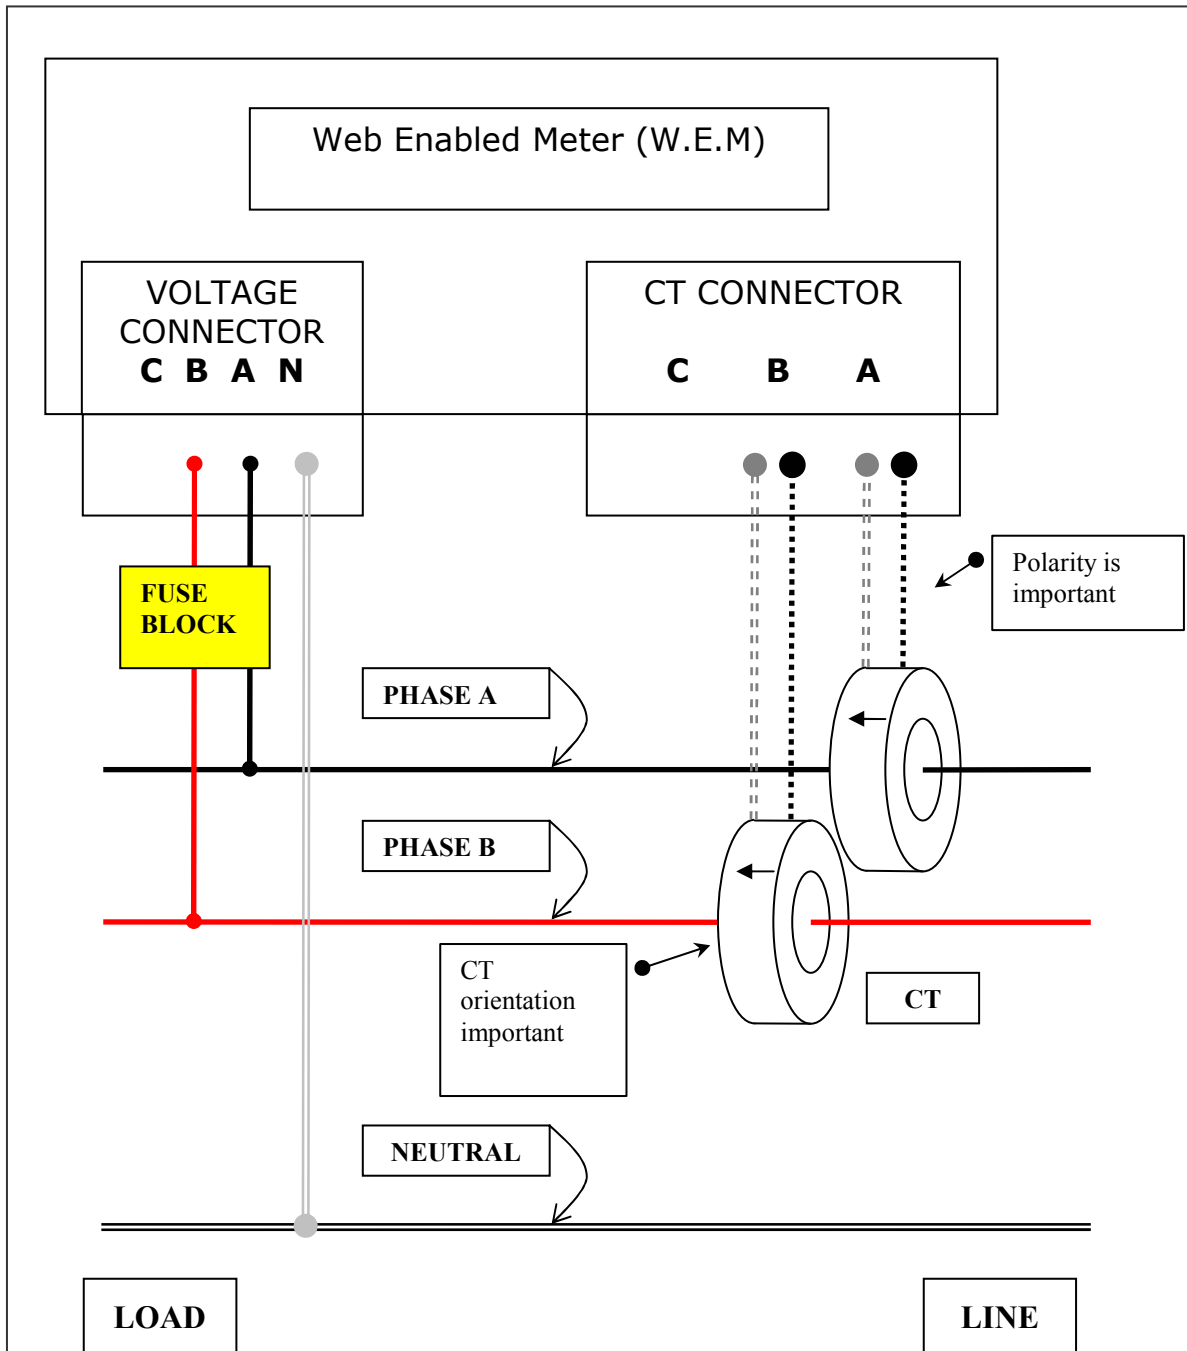 Web Enabled Meter (W.E.M)
VOLTAGE
CONNECTOR
C B A N
CT CONNECTOR
C B A
FUSE
BLOCK
Polarity is
important
PHASE A
PHASE B
CT
orientation
important
CT
NEUTRAL
LOAD
LINE